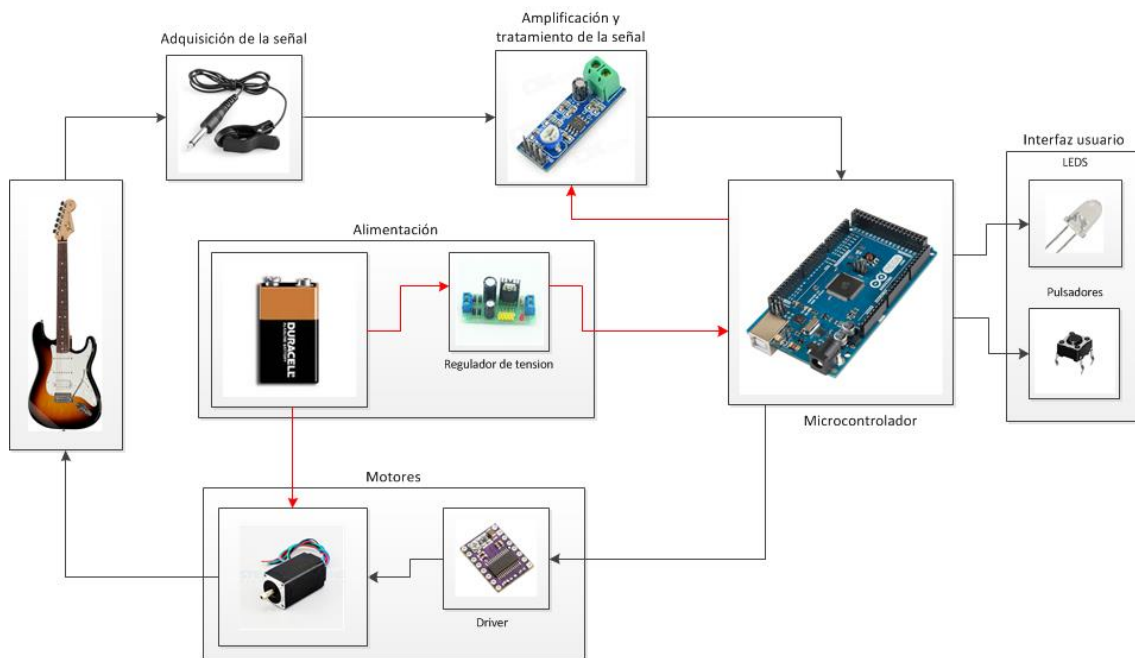 Adquisición de la señal
Amplificación y
tratamiento de la señal
Interfaz usuario
LEDS
Alimentación
DURACELL
Regulador de tension
Pulsadores
Microcontrolador
Motores
Driver